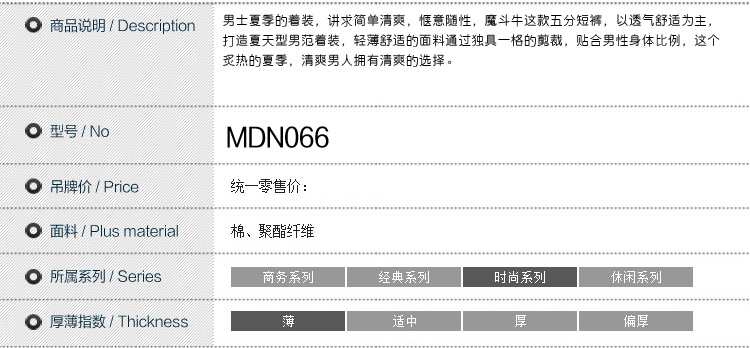 商品说明 / Description
男士夏季的着装，讲求简单清爽，惬意随性，魔斗牛这款五分短裤，以透气舒适为主，
打造夏天型男范着装，轻薄舒适的面料通过独具一格的剪裁，贴合男性身体比例，这个
炙热的夏季，清爽男人拥有清爽的选择。
型号 / No
MDN066
吊牌价 / Price
统一零售价：
面料 / Plus material
棉、聚酯纤维
所属系列 / Series
商务系列 经典系列 时尚系列 休闲系列
厚薄指数 / Thickness
薄 适中 厚 偏厚